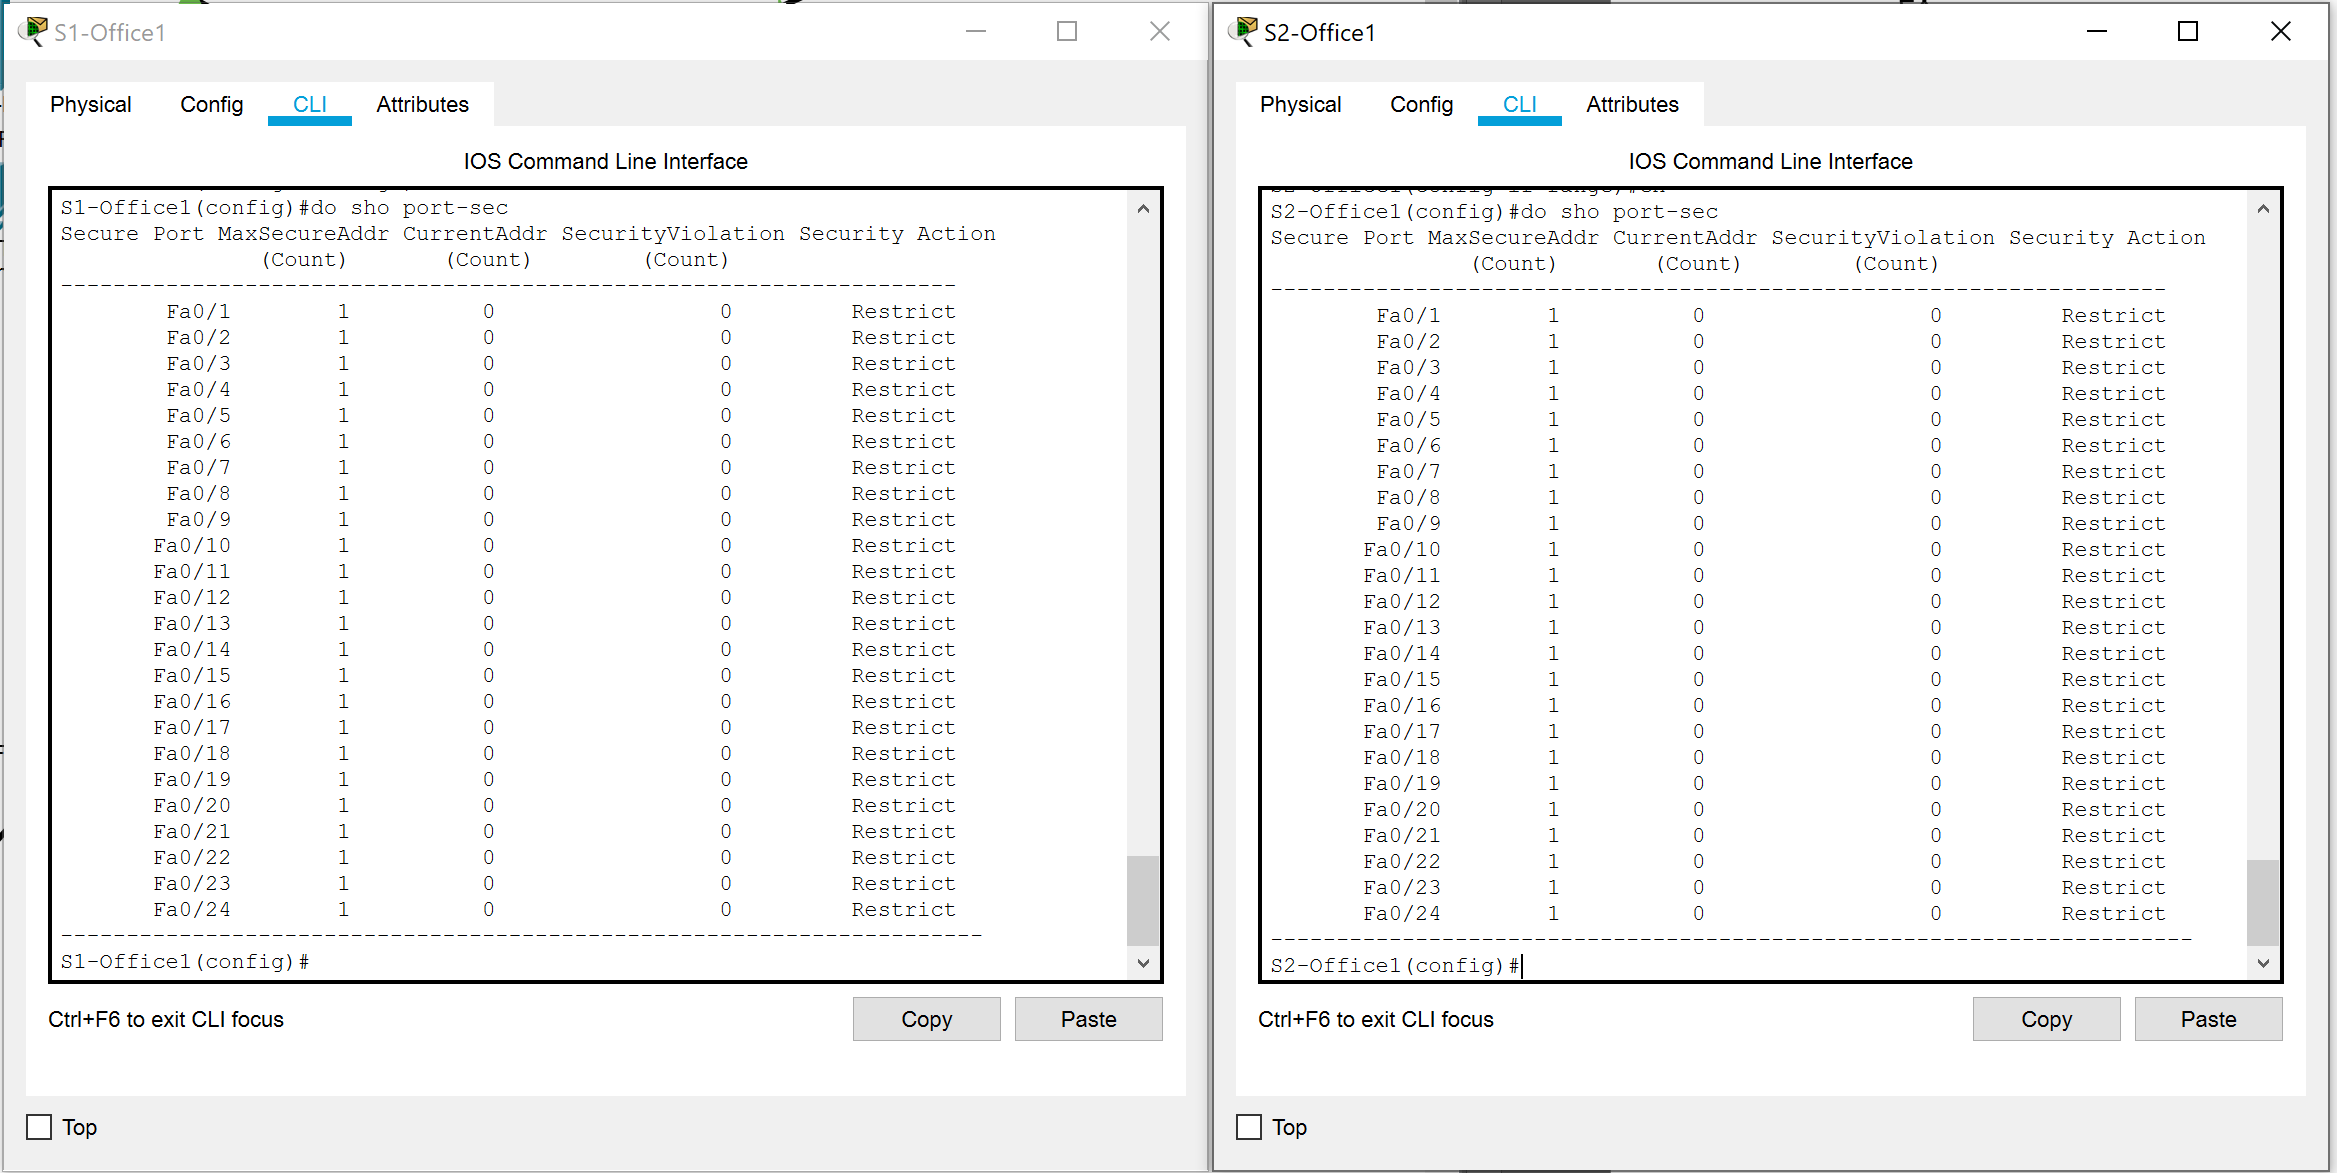 S1-Office1
Physical Config CLI Attributes
IOS Command Line Interface
S1-Office1(config)#do sho port-sec
Secure Port MaxSecureAddr CurrentAddr SecurityViolation Security Action
(Count) (Count) (Count)
--------------------------------------------------------------------
Fa0/1 1 0 0 Restrict
Fa0/2 1 0 0 Restrict
Fa0/3 1 0 0 Restrict
Fa0/4 1 0 0 Restrict
Fa0/5 1 0 0 Restrict
Fa0/6 1 0 0 Restrict
Fa0/7 1 0 0 Restrict
Fa0/8 1 0 0 Restrict
Fa0/9 1 0 0 Restrict
Fa0/10 1 0 0 Restrict
Fa0/11 1 0 0 Restrict
Fa0/12 1 0 0 Restrict
Fa0/13 1 0 0 Restrict
Fa0/14 1 0 0 Restrict
Fa0/15 1 0 0 Restrict
Fa0/16 1 0 0 Restrict
Fa0/17 1 0 0 Restrict
Fa0/18 1 0 0 Restrict
Fa0/19 1 0 0 Restrict
Fa0/20 1 0 0 Restrict
Fa0/21 1 0 0 Restrict
Fa0/22 1 0 0 Restrict
Fa0/23 1 0 0 Restrict
Fa0/24 1 0 0 Restrict
----------------------------------------------------------------------
S1-Office1(config)#
Ctrl+F6 to exit CLI focus
Copy Paste
Top
S2-Office1
Physical Config CLI Attributes
IOS Command Line Interface
S2-Office1(config)#do sho port-sec
Secure Port MaxSecureAddr CurrentAddr SecurityViolation Security Action
(Count) (Count) (Count)
--------------------------------------------------------------------
Fa0/1 1 0 0 Restrict
Fa0/2 1 0 0 Restrict
Fa0/3 1 0 0 Restrict
Fa0/4 1 0 0 Restrict
Fa0/5 1 0 0 Restrict
Fa0/6 1 0 0 Restrict
Fa0/7 1 0 0 Restrict
Fa0/8 1 0 0 Restrict
Fa0/9 1 0 0 Restrict
Fa0/10 1 0 0 Restrict
Fa0/11 1 0 0 Restrict
Fa0/12 1 0 0 Restrict
Fa0/13 1 0 0 Restrict
Fa0/14 1 0 0 Restrict
Fa0/15 1 0 0 Restrict
Fa0/16 1 0 0 Restrict
Fa0/17 1 0 0 Restrict
Fa0/18 1 0 0 Restrict
Fa0/19 1 0 0 Restrict
Fa0/20 1 0 0 Restrict
Fa0/21 1 0 0 Restrict
Fa0/22 1 0 0 Restrict
Fa0/23 1 0 0 Restrict
Fa0/24 1 0 0 Restrict
----------------------------------------------------------------------
S2-Office1(config)#
Ctrl+F6 to exit CLI focus
Copy Paste
Top